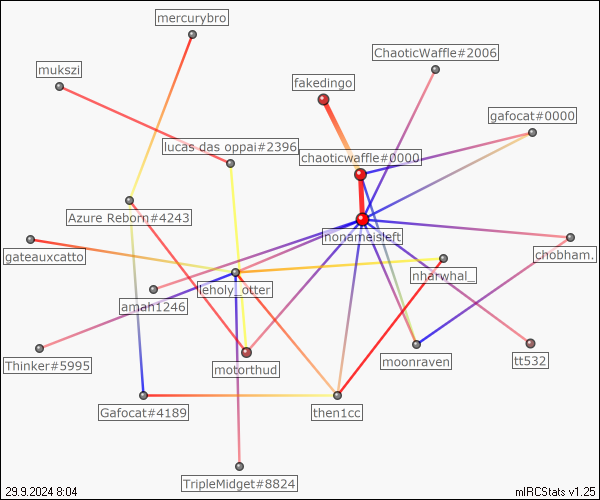 mercurybro
ChaoticWaffle#2006
mukszi
fakedingo
gafocat#0000
lucas das oppai#2396
chaoticwaffle#0000
Azure Reborn#4243
nonameisleft
gateauxcatto
chobham.
nharwhal_
leholy_otter
amah1246
Thinker#5995
motorthud
moonraven
tt532
Gafocat#4189
then1cc
TripleMidget#8824
29.9.2024 8:04
mIRCStats v1.25